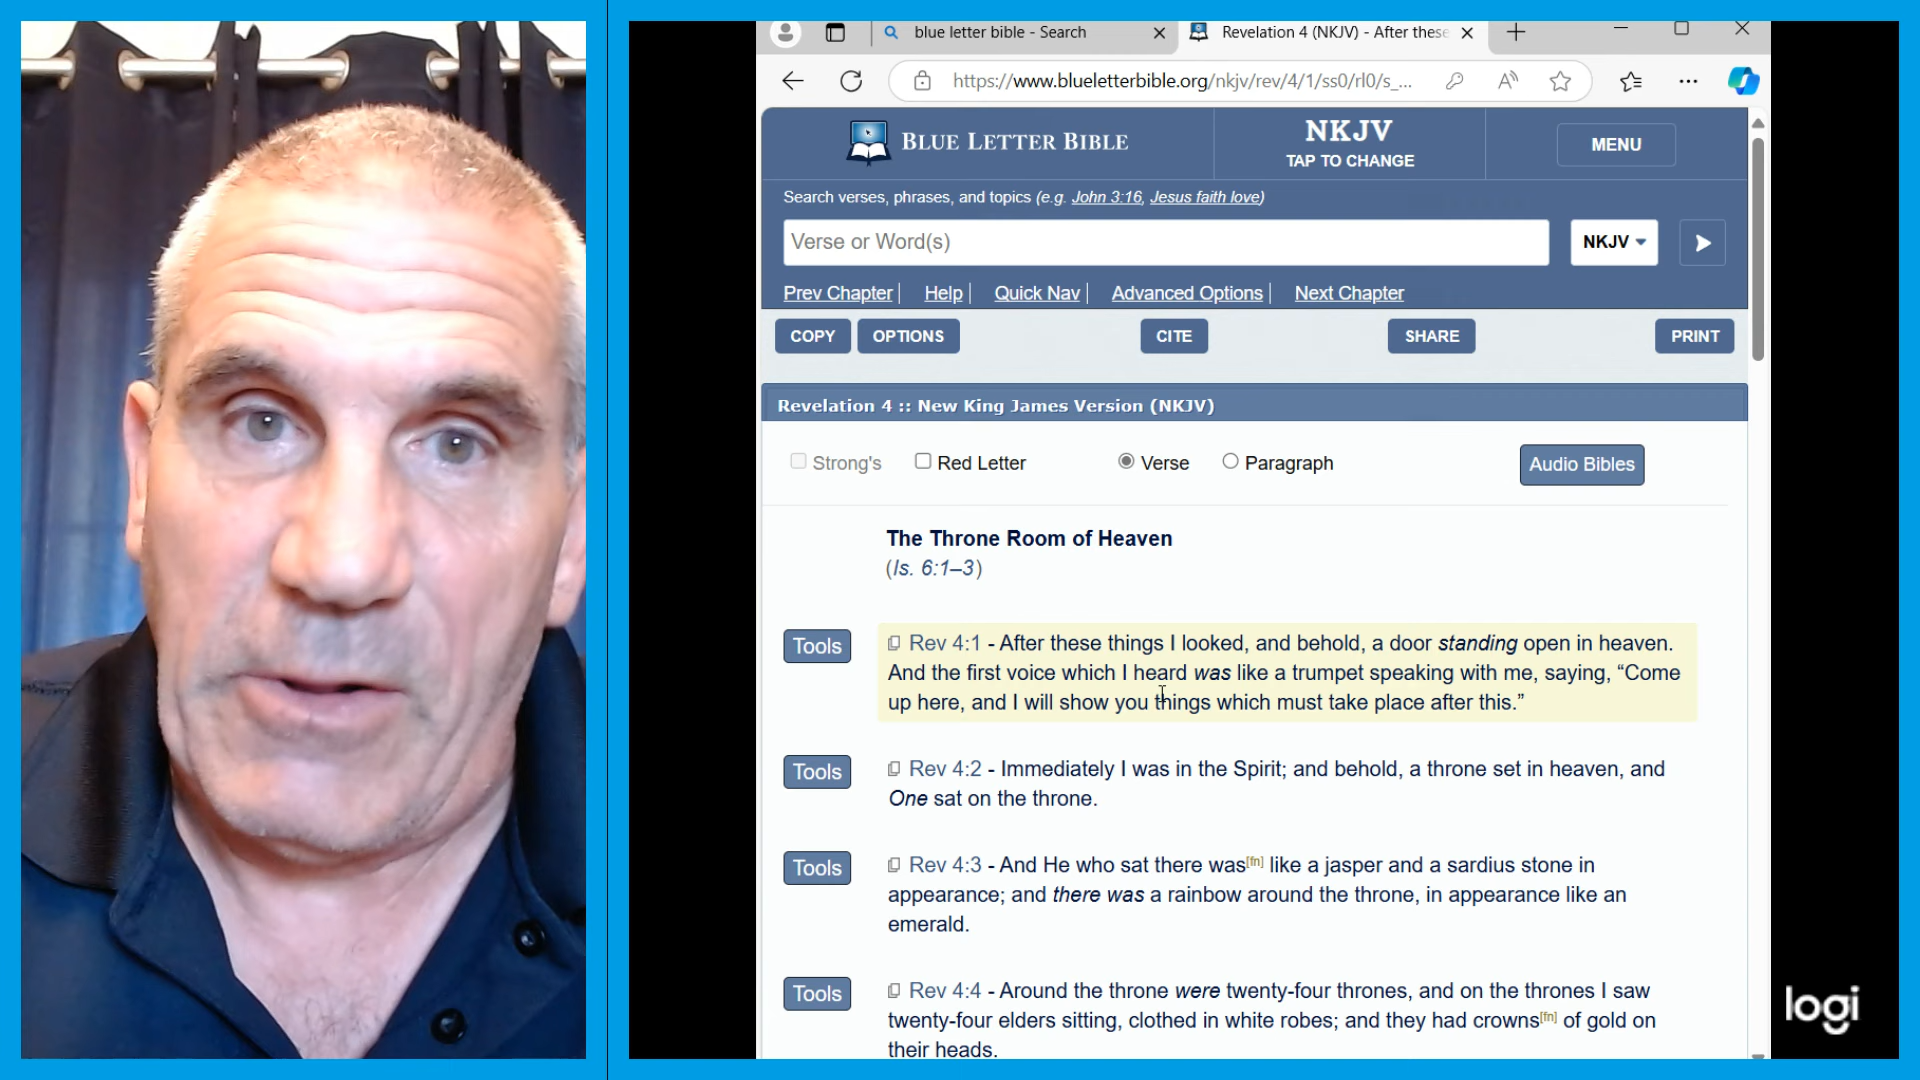 blue letter bible - Search
Revelation 4 (NKJV) - After these
https://www.blueletterbible.org/nkjv/rev/4/1/ss0/rl0/s_...
BLUE LETTER BIBLE
NKJV
TAP TO CHANGE
MENU
Search verses, phrases, and topics (e.g. John 3:16, Jesus faith love)
Verse or Word(s)
NKJV
Prev Chapter | Help | Quick Nav | Advanced Options | Next Chapter
COPY OPTIONS CITE SHARE PRINT
Revelation 4 :: New King James Version (NKJV)
Strong's Red Letter Verse Paragraph Audio Bibles
The Throne Room of Heaven
(Is. 6:1–3)
Tools
Rev 4:1 - After these things I looked, and behold, a door standing open in heaven.
And the first voice which I heard was like a trumpet speaking with me, saying, “Come
up here, and I will show you things which must take place after this.”
Tools
Rev 4:2 - Immediately I was in the Spirit; and behold, a throne set in heaven, and
One sat on the throne.
Tools
Rev 4:3 - And He who sat there was[fn] like a jasper and a sardius stone in
appearance; and there was a rainbow around the throne, in appearance like an
emerald.
Tools
Rev 4:4 - Around the throne were twenty-four thrones, and on the thrones I saw
twenty-four elders sitting, clothed in white robes; and they had crowns[fn] of gold on
their heads.
logi